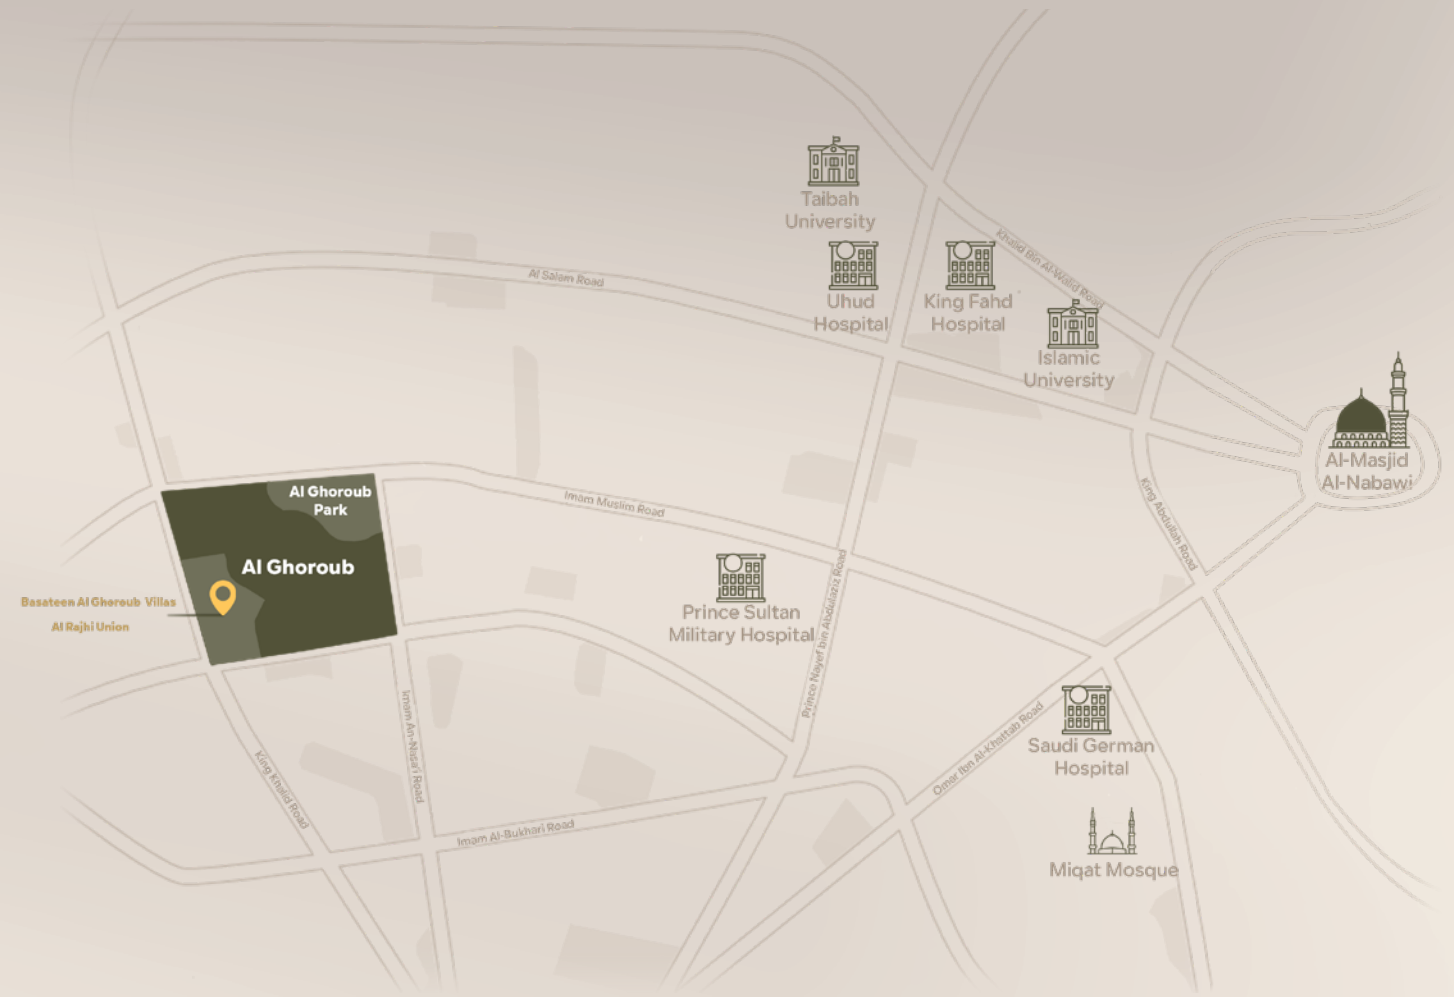 Taibah
University
Khalid Bin Al-Walid Road
Uhud
Hospital
King Fahd
Hospital
Al Salam Road
Islamic
University
Al-Masjid
Al-Nabawi
Al Ghoroub
Park
Imam Muslim Road
King Abdullah Road
Al Ghoroub
Basateen Al Ghoroub Villas
Al Rajhi Union
Prince Sultan
Military Hospital
Prince Nayef bin Abdulaziz Road
Imam An-Nasa'i Road
King Khalid Road
Omar Ibn Al-Khattab Road
Saudi German
Hospital
Imam Al-Bukhari Road
Miqat Mosque